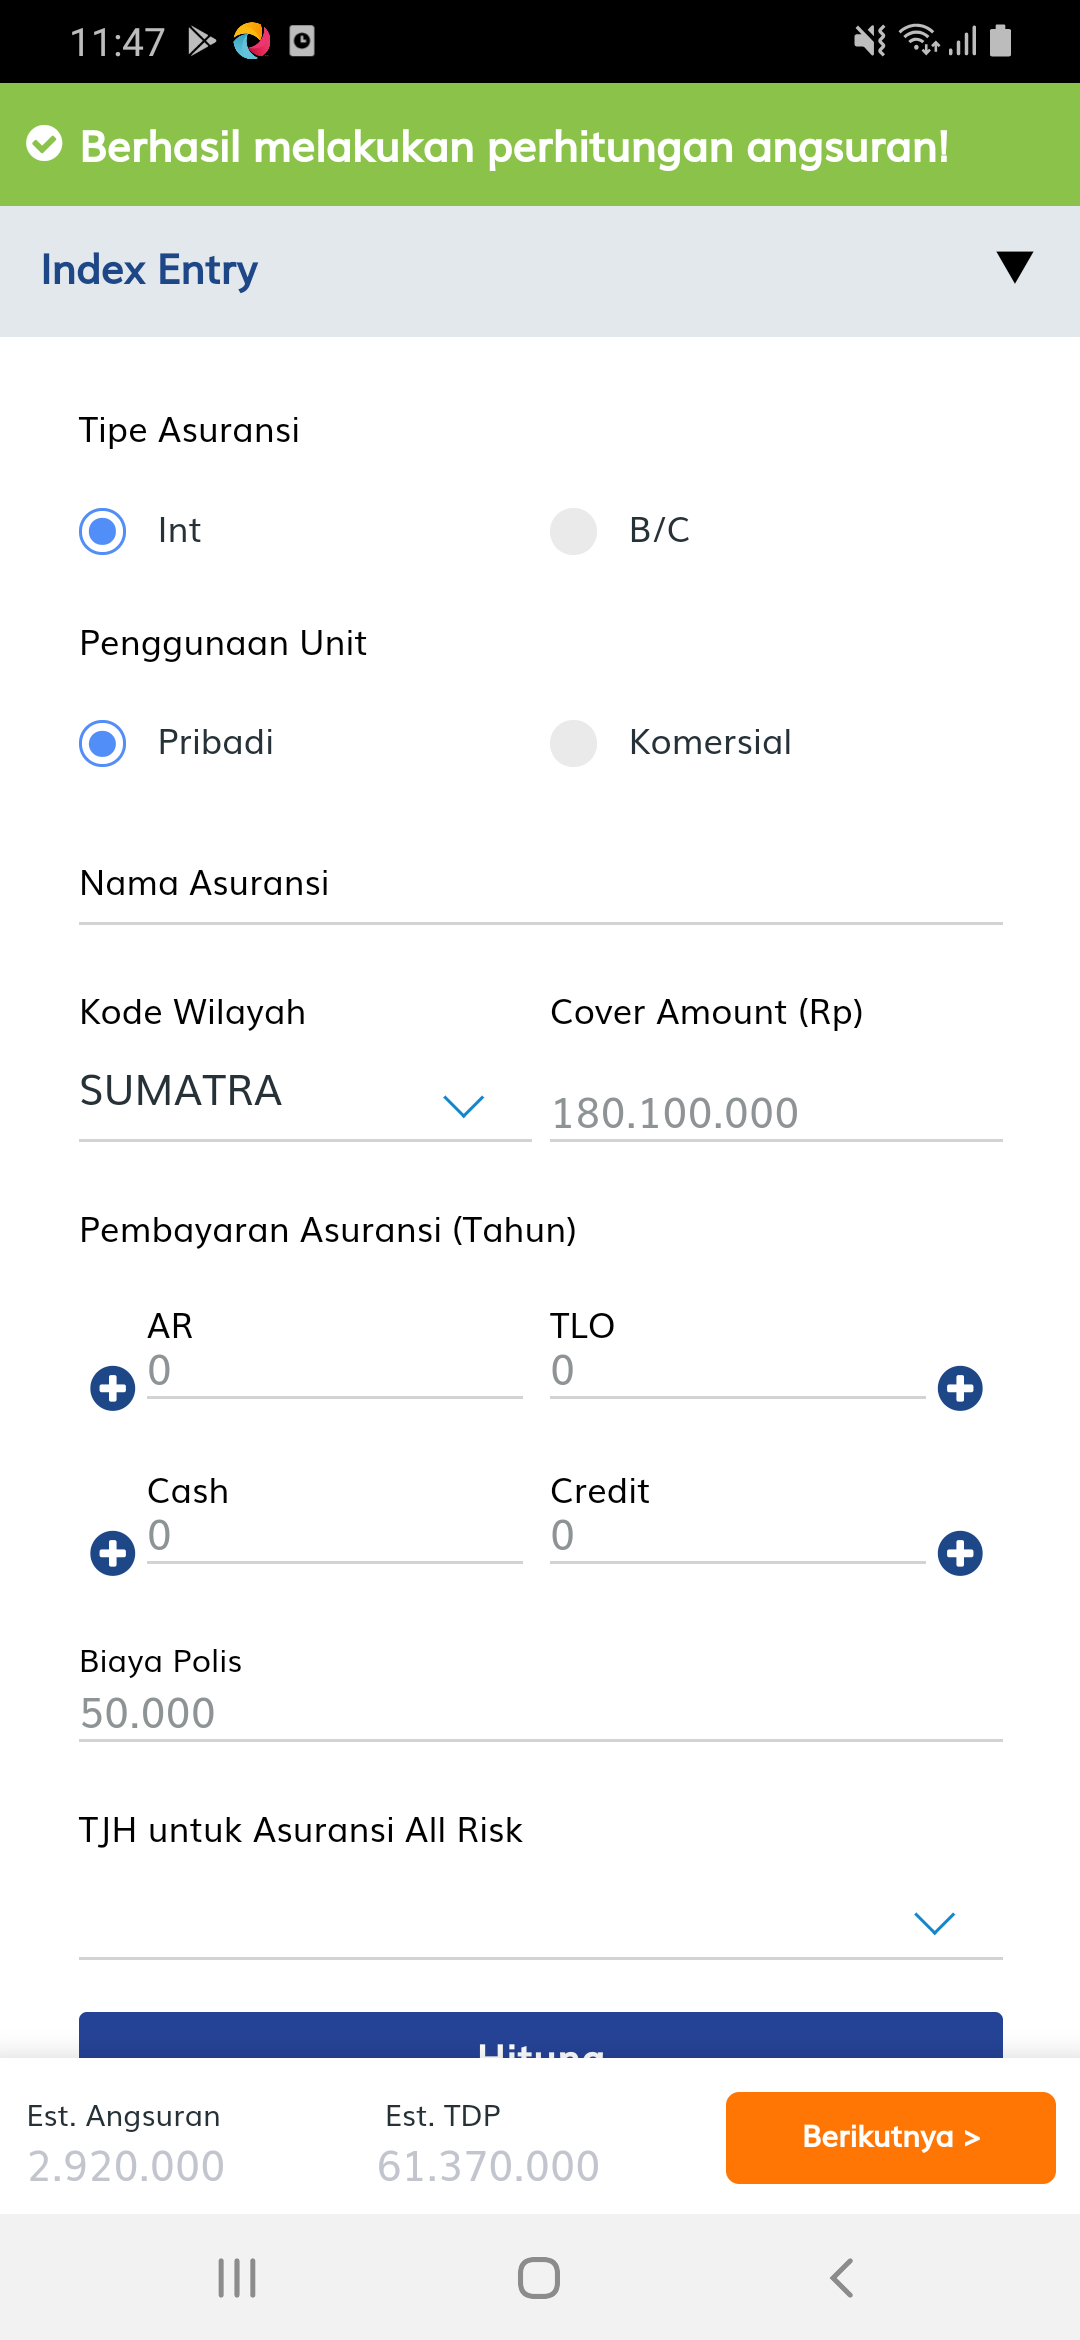 11:47
Berhasil melakukan perhitungan angsuran!
Index Entry
Tipe Asuransi
Int
B/C
Penggunaan Unit
Pribadi
Komersial
Nama Asuransi
Kode Wilayah
Cover Amount (Rp)
SUMATRA
180.100.000
Pembayaran Asuransi (Tahun)
AR
TLO
0
0
Cash
Credit
0
0
Biaya Polis
50.000
TJH untuk Asuransi All Risk
Hitung
Est. Angsuran
Est. TDP
Berikutnya >
2.920.000
61.370.000